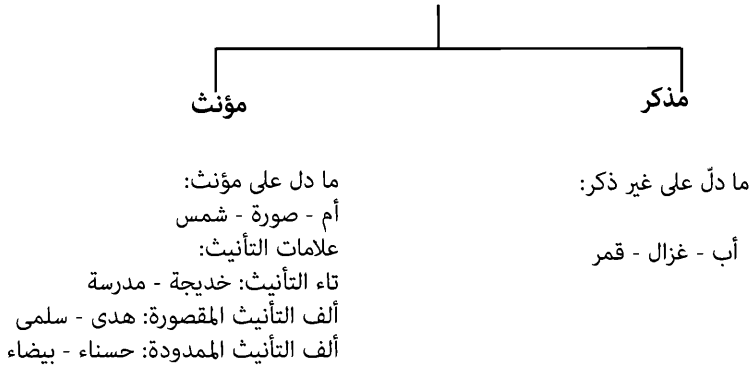 مذكر
مؤنث
ما دلّ على غير ذكر:
أب - غزال - قمر
ما دل على مؤنث:
أم - صورة - شمس
علامات التأنيث:
تاء التأنيث: خديجة - مدرسة
ألف التأنيث المقصورة: هدى - سلمى
ألف التأنيث الممدودة: حسناء - بيضاء